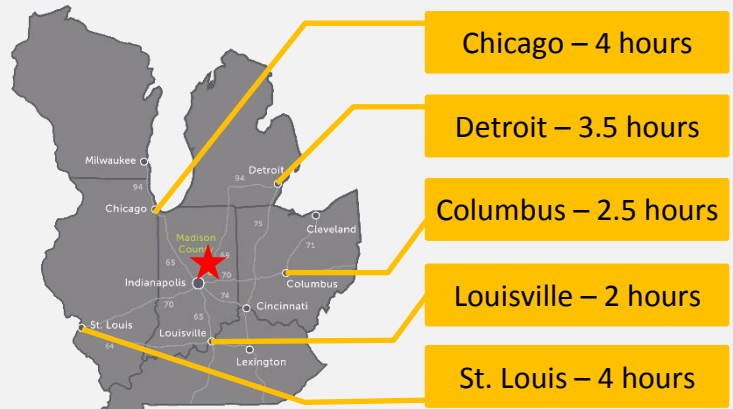 Chicago – 4 hours
Detroit – 3.5 hours
Columbus – 2.5 hours
Louisville – 2 hours
St. Louis – 4 hours
Milwaukee
94
Detroit
94
Chicago
75
Cleveland
Madison
County
71
65
69
70
Indianapolis
Columbus
74
70
Cincinnati
65
St. Louis
Louisville
64
Lexington